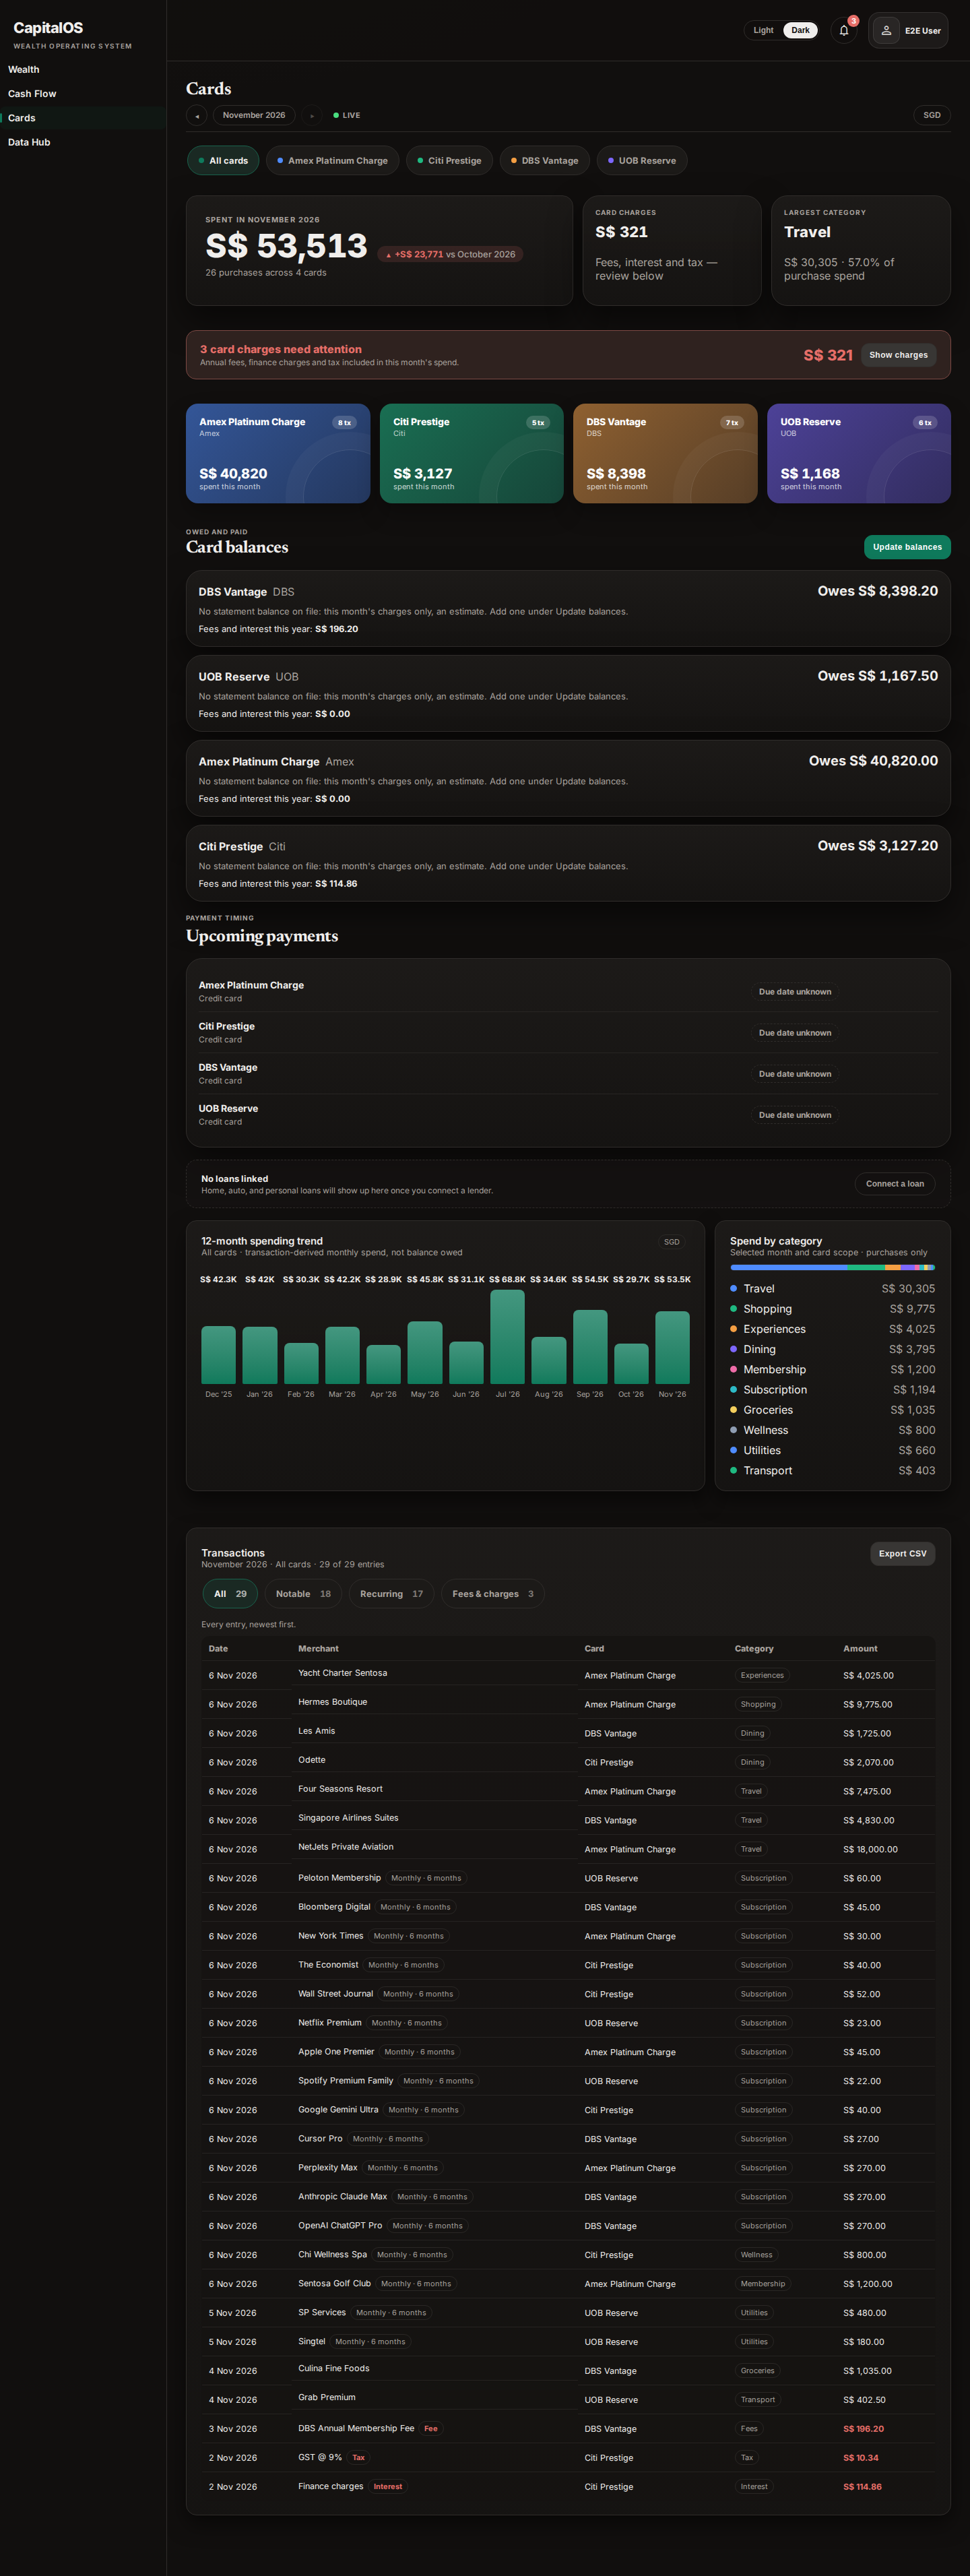 CapitalOS
WEALTH OPERATING SYSTEM
Wealth
Cash Flow
Cards
Data Hub
Light Dark
3
E2E User
Cards
November 2026
LIVE
SGD
All cards
Amex Platinum Charge
Citi Prestige
DBS Vantage
UOB Reserve
SPENT IN NOVEMBER 2026
S$ 53,513
▲ +S$ 23,771 vs October 2026
26 purchases across 4 cards
CARD CHARGES
S$ 321
Fees, interest and tax —
review below
LARGEST CATEGORY
Travel
S$ 30,305 · 57.0% of
purchase spend
3 card charges need attention
Annual fees, finance charges and tax included in this month's spend.
S$ 321
Show charges
Amex Platinum Charge
8 tx
Amex
S$ 40,820
spent this month
Citi Prestige
5 tx
Citi
S$ 3,127
spent this month
DBS Vantage
7 tx
DBS
S$ 8,398
spent this month
UOB Reserve
6 tx
UOB
S$ 1,168
spent this month
OWED AND PAID
Card balances
Update balances
DBS Vantage DBS
Owes S$ 8,398.20
No statement balance on file: this month's charges only, an estimate. Add one under Update balances.
Fees and interest this year: S$ 196.20
UOB Reserve UOB
Owes S$ 1,167.50
No statement balance on file: this month's charges only, an estimate. Add one under Update balances.
Fees and interest this year: S$ 0.00
Amex Platinum Charge Amex
Owes S$ 40,820.00
No statement balance on file: this month's charges only, an estimate. Add one under Update balances.
Fees and interest this year: S$ 0.00
Citi Prestige Citi
Owes S$ 3,127.20
No statement balance on file: this month's charges only, an estimate. Add one under Update balances.
Fees and interest this year: S$ 114.86
PAYMENT TIMING
Upcoming payments
Amex Platinum Charge
Credit card
Due date unknown
Citi Prestige
Credit card
Due date unknown
DBS Vantage
Credit card
Due date unknown
UOB Reserve
Credit card
Due date unknown
No loans linked
Home, auto, and personal loans will show up here once you connect a lender.
Connect a loan
12-month spending trend
All cards · transaction-derived monthly spend, not balance owed
SGD
S$ 42.3K S$ 42K S$ 30.3K S$ 42.2K S$ 28.9K S$ 45.8K S$ 31.1K S$ 68.8K S$ 34.6K S$ 54.5K S$ 29.7K S$ 53.5K
Dec '25 Jan '26 Feb '26 Mar '26 Apr '26 May '26 Jun '26 Jul '26 Aug '26 Sep '26 Oct '26 Nov '26
Spend by category
Selected month and card scope · purchases only
Travel S$ 30,305
Shopping S$ 9,775
Experiences S$ 4,025
Dining S$ 3,795
Membership S$ 1,200
Subscription S$ 1,194
Groceries S$ 1,035
Wellness S$ 800
Utilities S$ 660
Transport S$ 403
Transactions
November 2026 · All cards · 29 of 29 entries
Export CSV
All 29
Notable 18
Recurring 17
Fees & charges 3
Every entry, newest first.
Date Merchant Card Category Amount
6 Nov 2026 Yacht Charter Sentosa Amex Platinum Charge Experiences S$ 4,025.00
6 Nov 2026 Hermes Boutique Amex Platinum Charge Shopping S$ 9,775.00
6 Nov 2026 Les Amis DBS Vantage Dining S$ 1,725.00
6 Nov 2026 Odette Citi Prestige Dining S$ 2,070.00
6 Nov 2026 Four Seasons Resort Amex Platinum Charge Travel S$ 7,475.00
6 Nov 2026 Singapore Airlines Suites DBS Vantage Travel S$ 4,830.00
6 Nov 2026 NetJets Private Aviation Amex Platinum Charge Travel S$ 18,000.00
6 Nov 2026 Peloton Membership Monthly · 6 months UOB Reserve Subscription S$ 60.00
6 Nov 2026 Bloomberg Digital Monthly · 6 months DBS Vantage Subscription S$ 45.00
6 Nov 2026 New York Times Monthly · 6 months Amex Platinum Charge Subscription S$ 30.00
6 Nov 2026 The Economist Monthly · 6 months Citi Prestige Subscription S$ 40.00
6 Nov 2026 Wall Street Journal Monthly · 6 months Citi Prestige Subscription S$ 52.00
6 Nov 2026 Netflix Premium Monthly · 6 months UOB Reserve Subscription S$ 23.00
6 Nov 2026 Apple One Premier Monthly · 6 months Amex Platinum Charge Subscription S$ 45.00
6 Nov 2026 Spotify Premium Family Monthly · 6 months UOB Reserve Subscription S$ 22.00
6 Nov 2026 Google Gemini Ultra Monthly · 6 months Citi Prestige Subscription S$ 40.00
6 Nov 2026 Cursor Pro Monthly · 6 months DBS Vantage Subscription S$ 27.00
6 Nov 2026 Perplexity Max Monthly · 6 months Amex Platinum Charge Subscription S$ 270.00
6 Nov 2026 Anthropic Claude Max Monthly · 6 months DBS Vantage Subscription S$ 270.00
6 Nov 2026 OpenAI ChatGPT Pro Monthly · 6 months DBS Vantage Subscription S$ 270.00
6 Nov 2026 Chi Wellness Spa Monthly · 6 months Citi Prestige Wellness S$ 800.00
6 Nov 2026 Sentosa Golf Club Monthly · 6 months Amex Platinum Charge Membership S$ 1,200.00
5 Nov 2026 SP Services Monthly · 6 months UOB Reserve Utilities S$ 480.00
5 Nov 2026 Singtel Monthly · 6 months UOB Reserve Utilities S$ 180.00
4 Nov 2026 Culina Fine Foods DBS Vantage Groceries S$ 1,035.00
4 Nov 2026 Grab Premium UOB Reserve Transport S$ 402.50
3 Nov 2026 DBS Annual Membership Fee Fee DBS Vantage Fees S$ 196.20
2 Nov 2026 GST @ 9% Tax Citi Prestige Tax S$ 10.34
2 Nov 2026 Finance charges Interest Citi Prestige Interest S$ 114.86